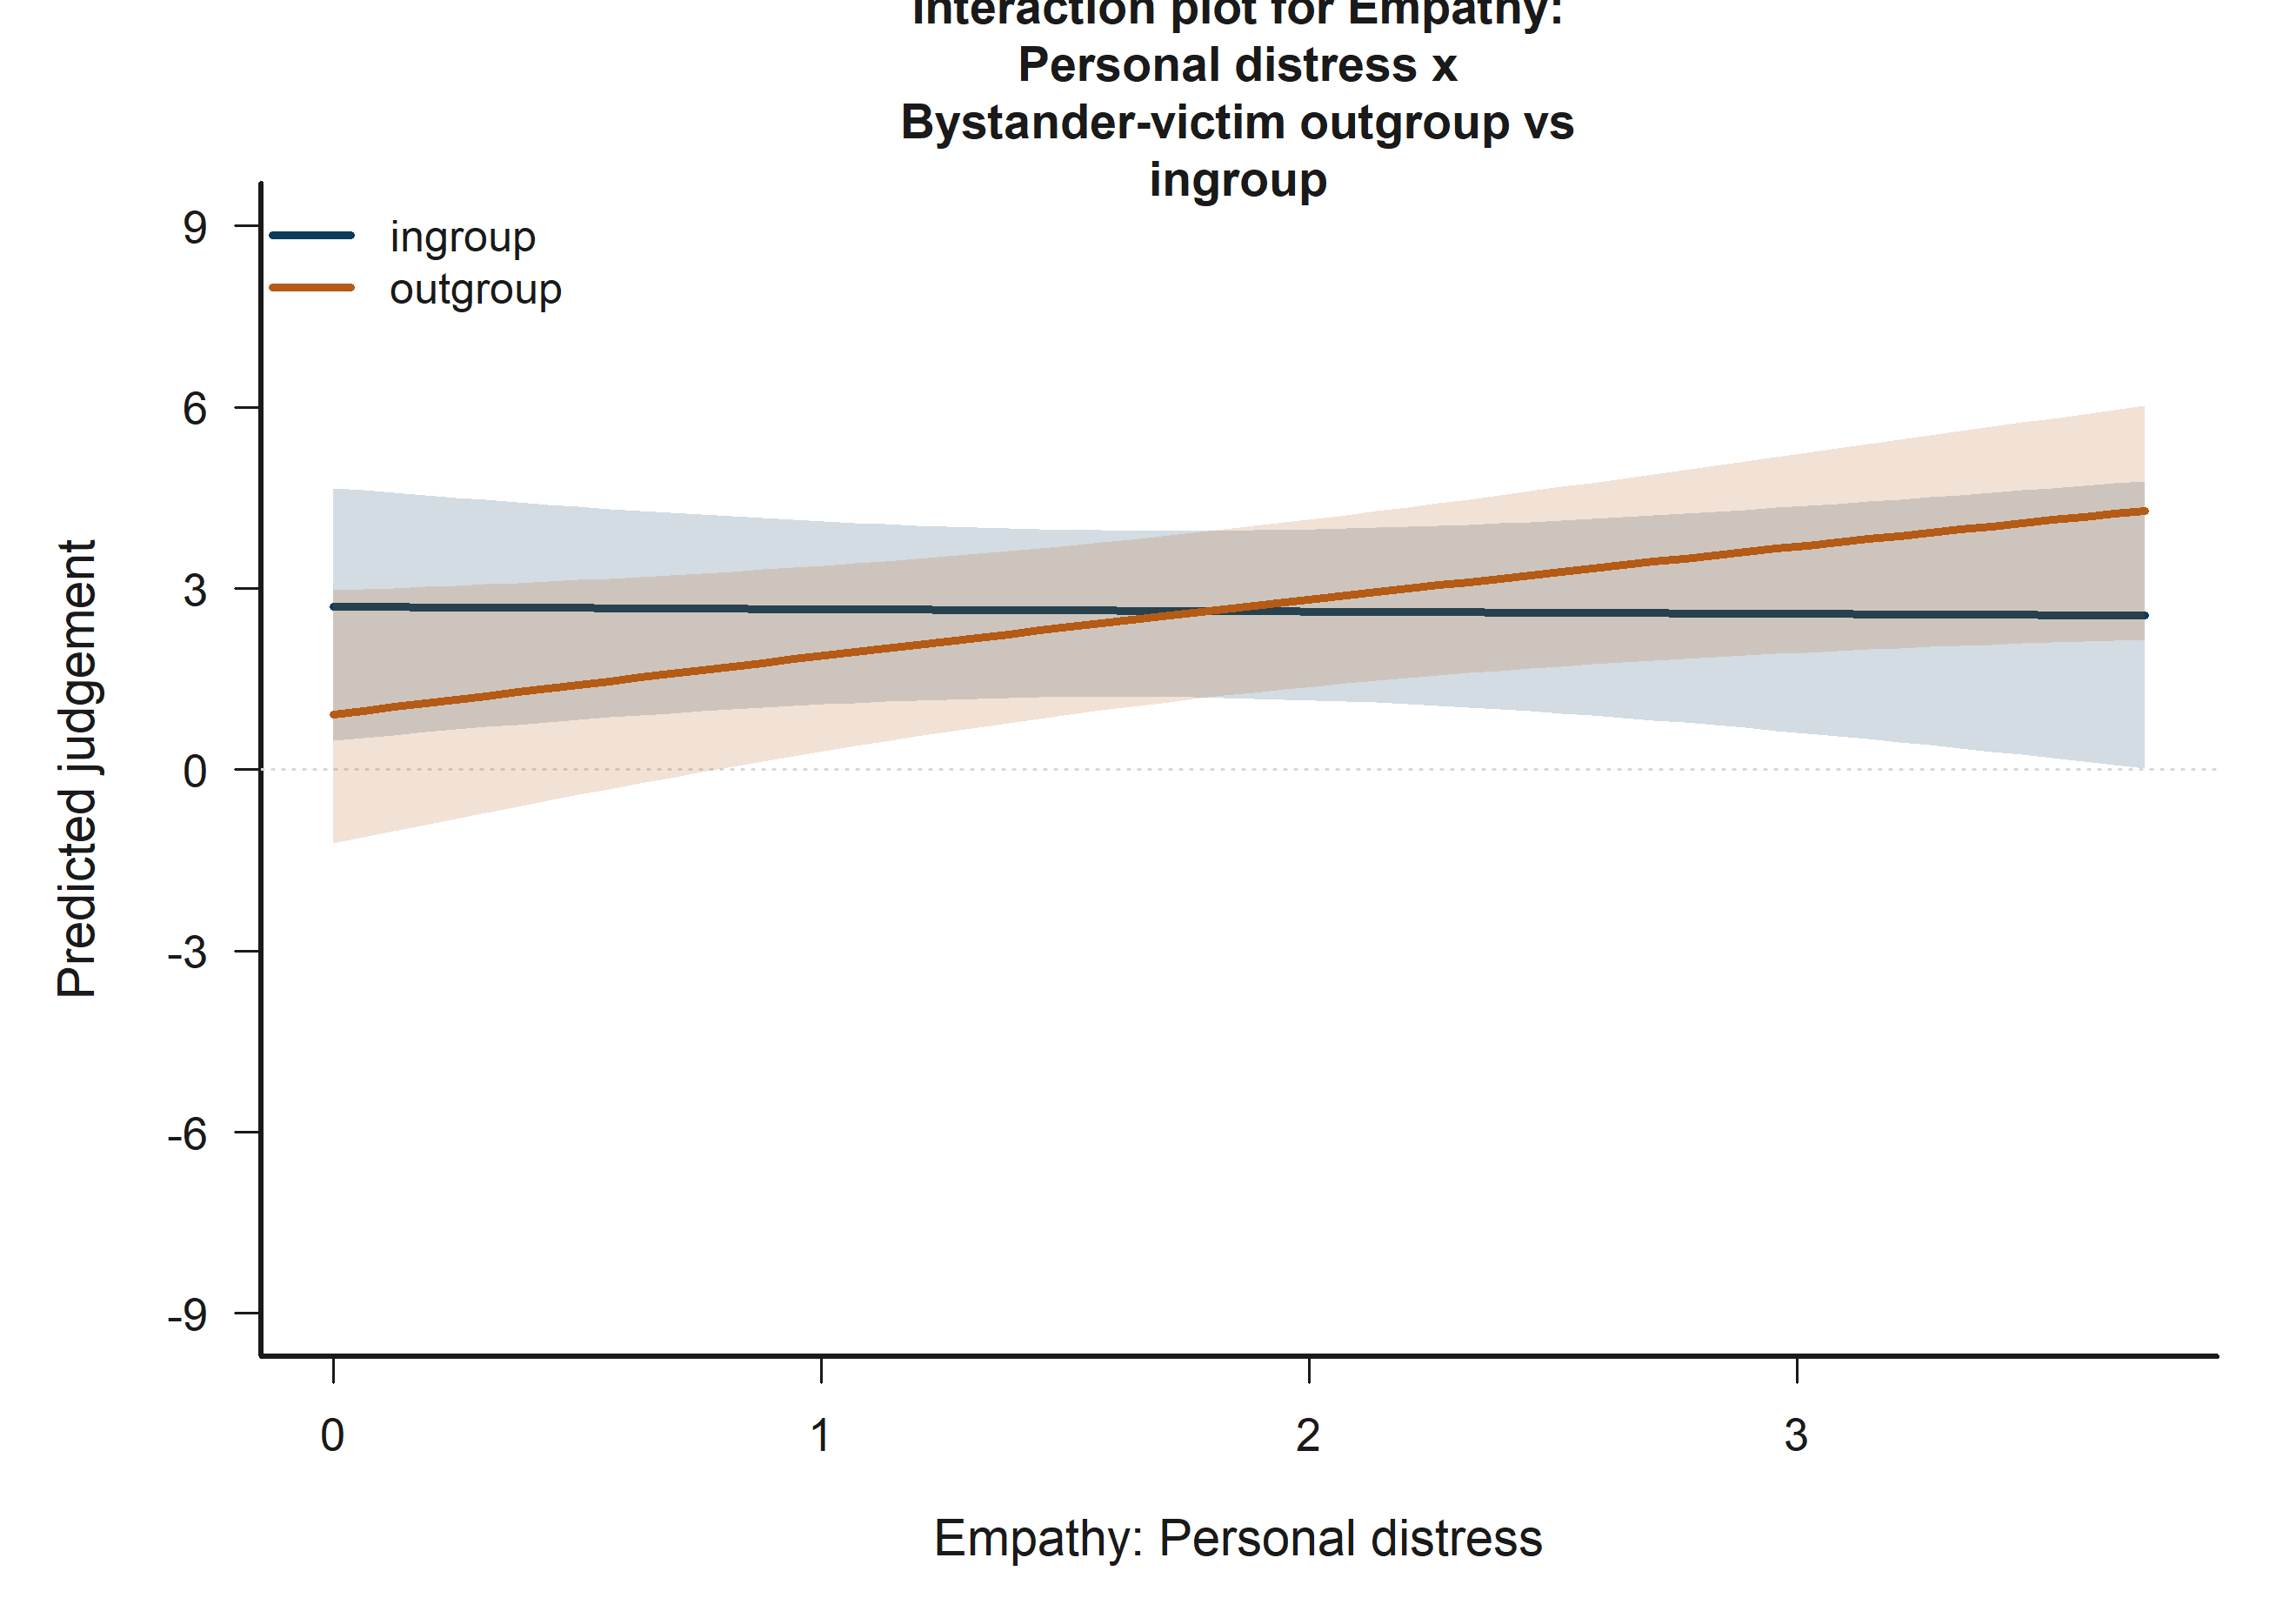 Interaction plot for Empathy:
Personal distress x
Bystander-victim outgroup vs
ingroup
ingroup
outgroup
9
6
3
0
-3
-6
-9
Predicted judgement
0 1 2 3
Empathy: Personal distress